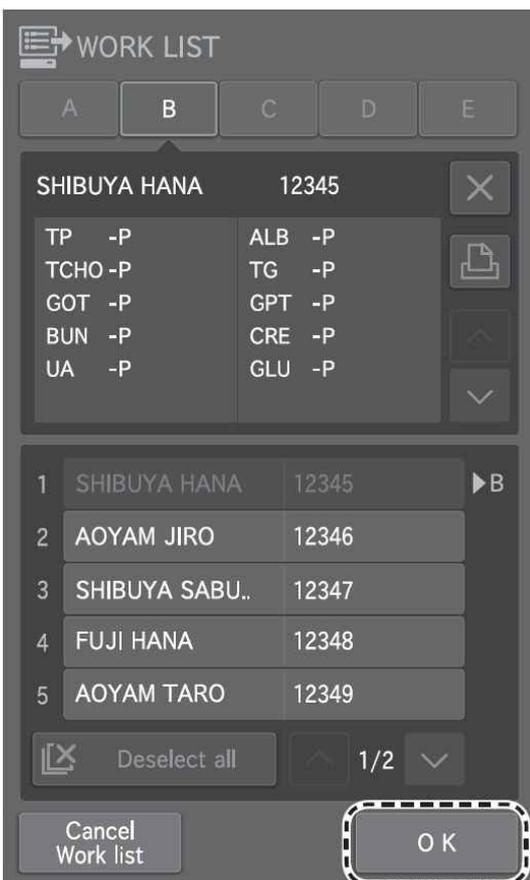 WORK LIST
A B C D E
SHIBUYA HANA 12345
TP -P ALB -P
TCHO -P TG -P
GOT -P GPT -P
BUN -P CRE -P
UA -P GLU -P
1 SHIBUYA HANA 12345 ▶B
2 AOYAM JIRO 12346
3 SHIBUYA SABU.. 12347
4 FUJI HANA 12348
5 AOYAM TARO 12349
Deselect all 1/2
Cancel
Work list
OK